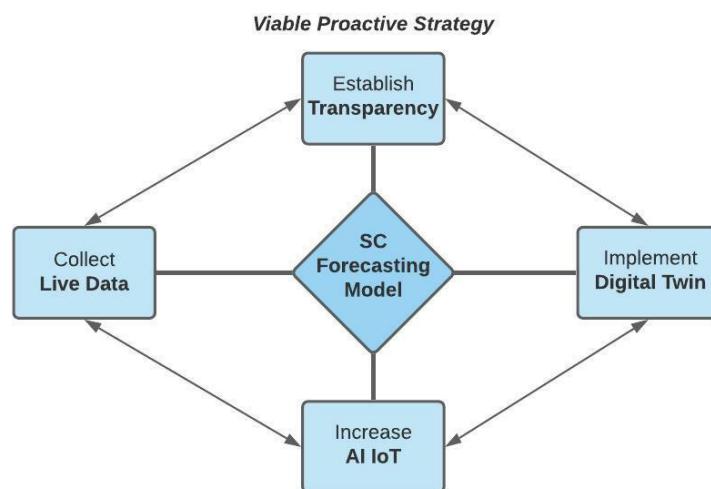 Viable Proactive Strategy
Establish
Transparency
Collect
Live Data
SC
Forecasting
Model
Implement
Digital Twin
Increase
AI IoT